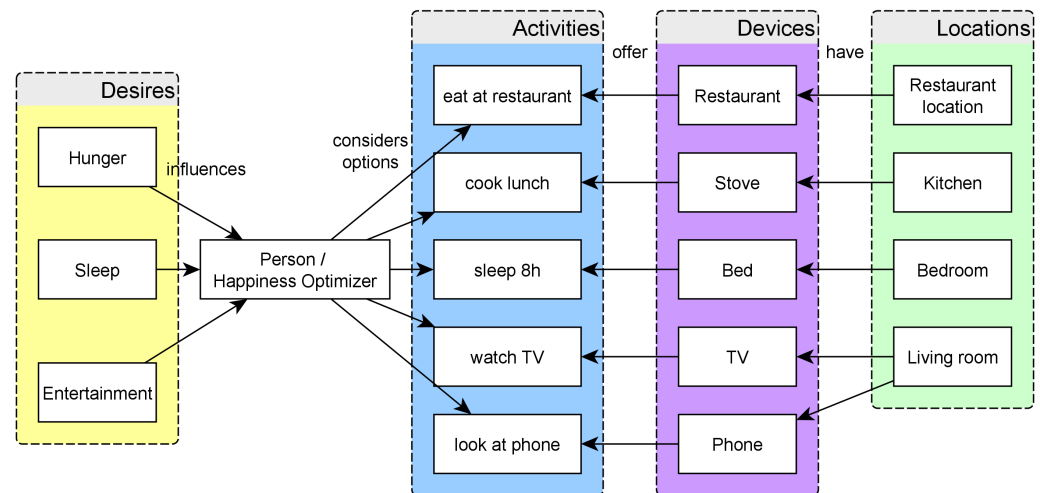 Desires
Hunger
Sleep
Entertainment
influences
Person /
Happiness Optimizer
considers
options
Activities
eat at restaurant
cook lunch
sleep 8h
watch TV
look at phone
offer
Devices
Restaurant
Stove
Bed
TV
Phone
have
Locations
Restaurant
location
Kitchen
Bedroom
Living room